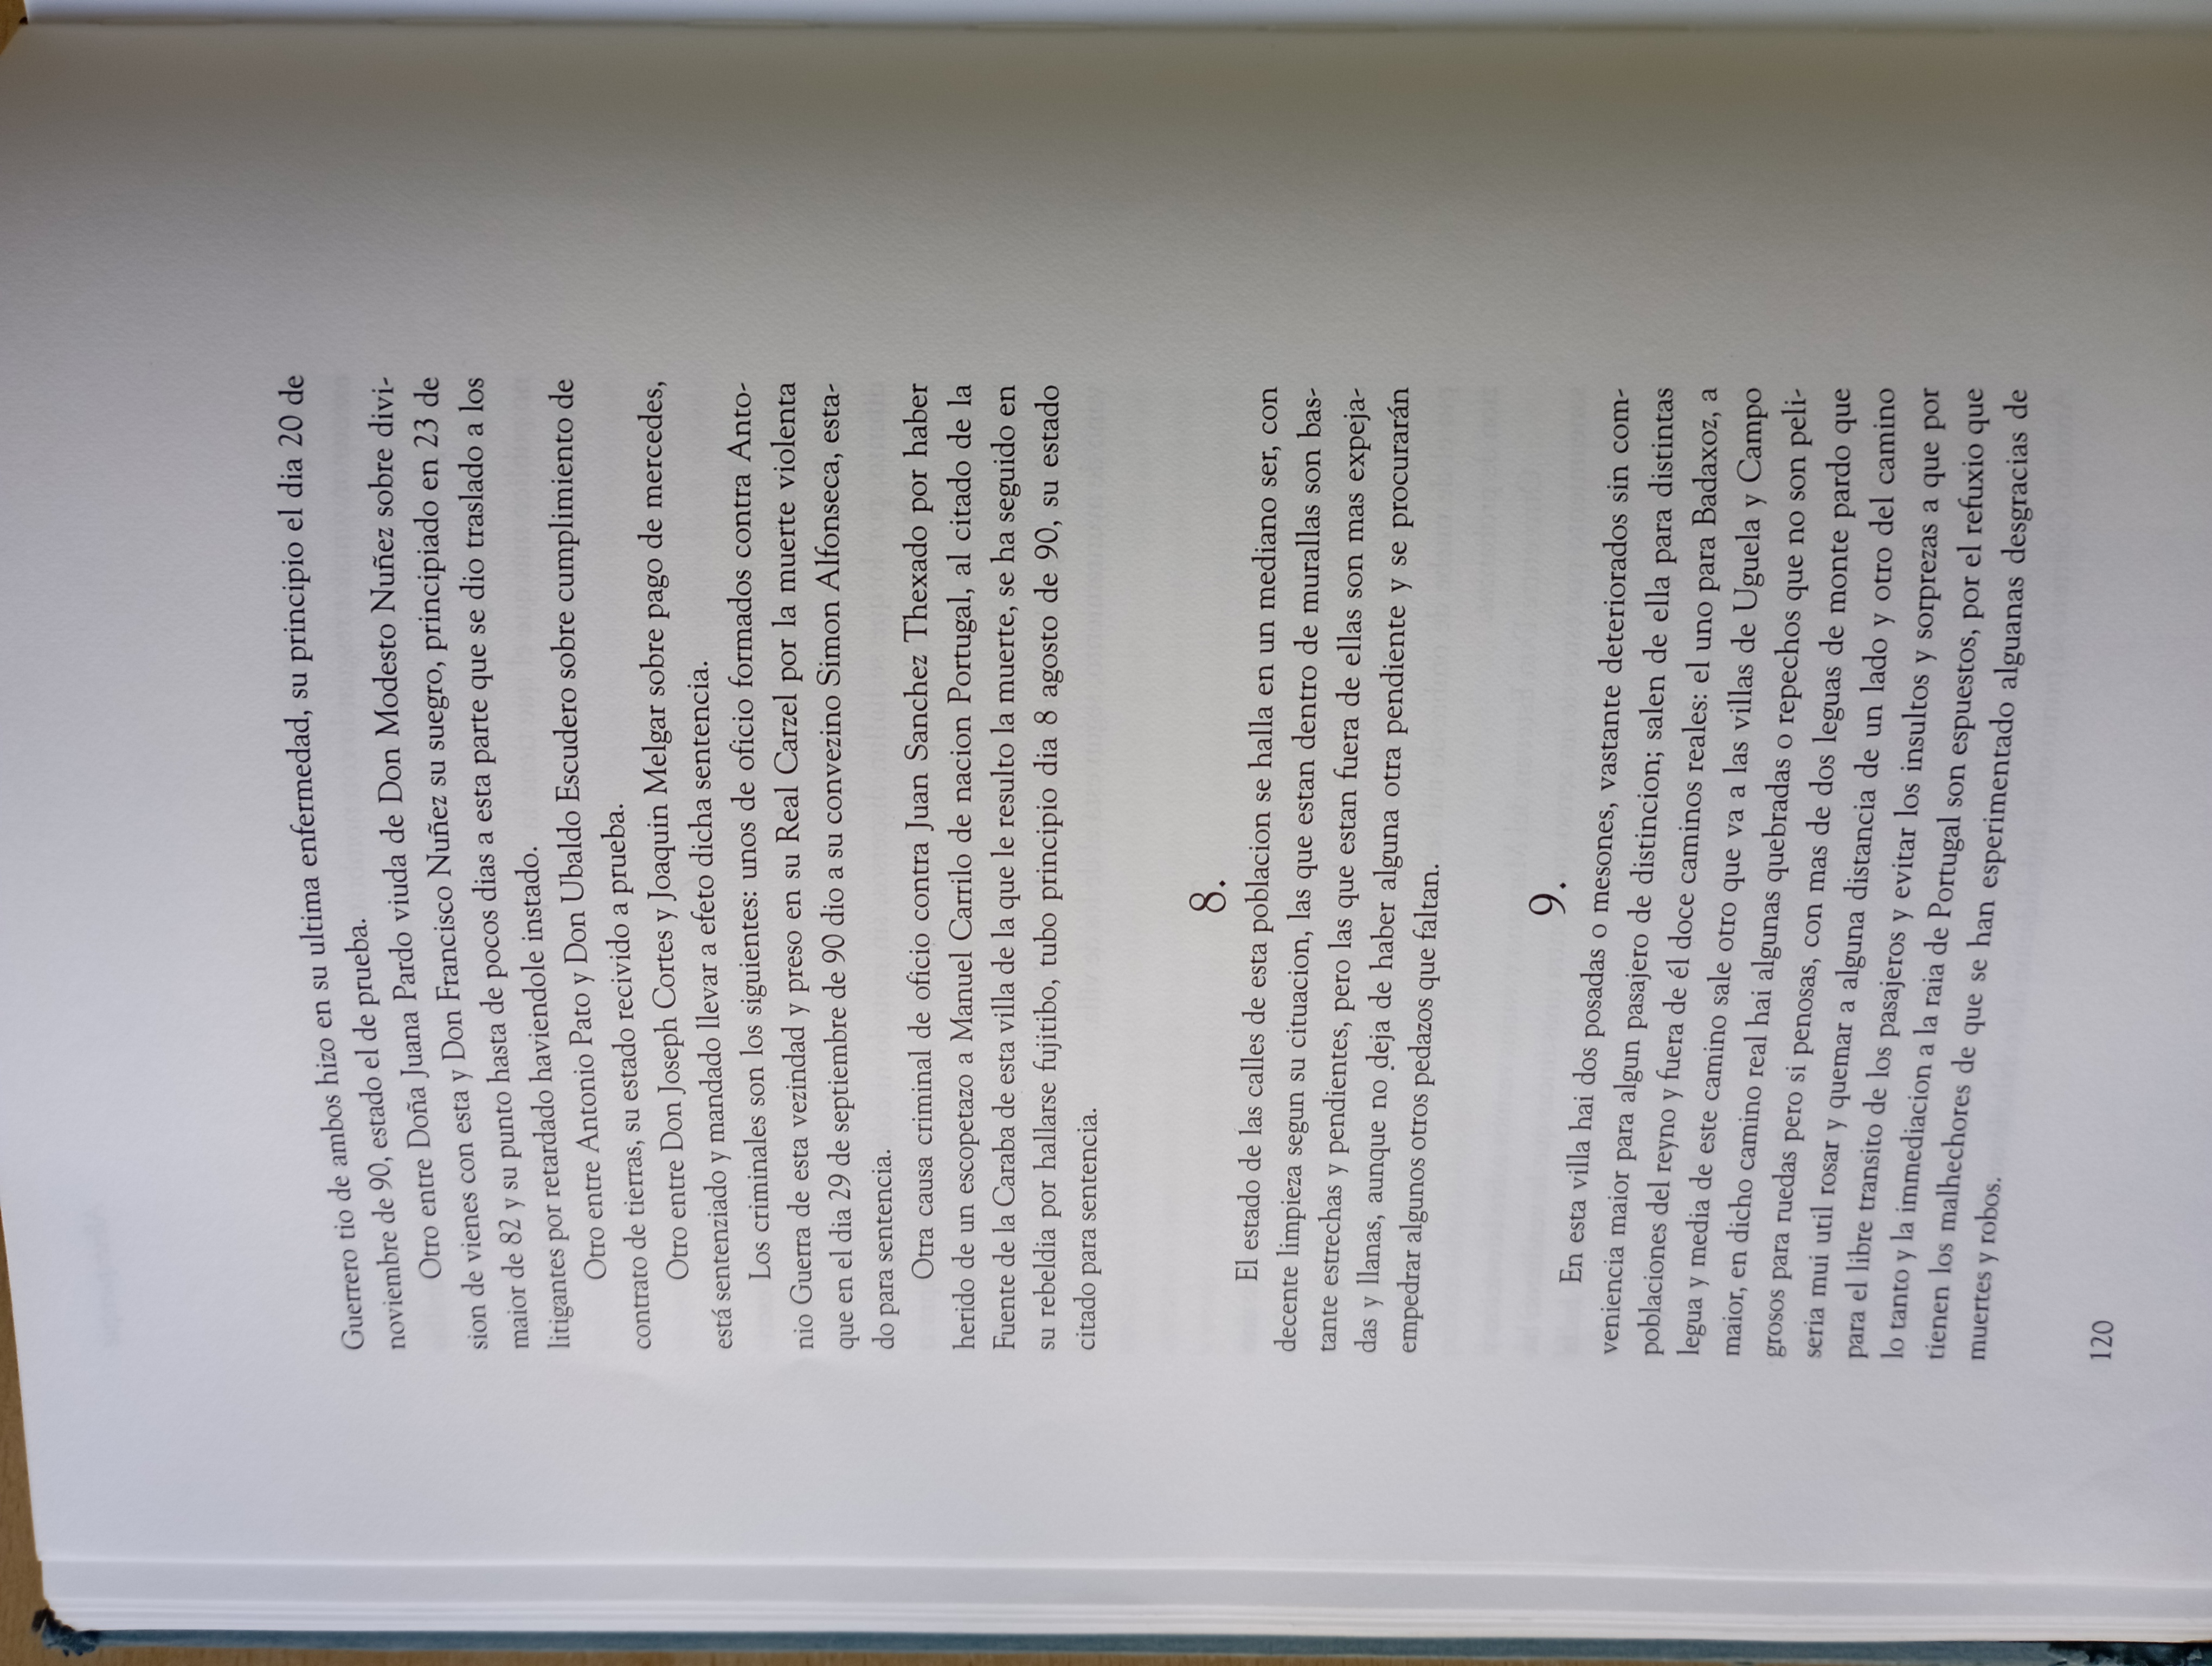 Guerrero tio de ambos hizo en su ultima enfermedad, su principio el dia 20 de
noviembre de 90, estado el de prueba.
Otro entre Doña Juana Pardo viuda de Don Modesto Nuñez sobre divi-
sion de vienes con esta y Don Francisco Nuñez su suegro, principiado en 23 de
maior de 82 y su punto hasta de pocos dias a esta parte que se dio traslado a los
litigantes por retardado haviendole instado.
Otro entre Antonio Pato y Don Ubaldo Escudero sobre cumplimiento de
contrato de tierras, su estado recivido a prueba.
Otro entre Don Joseph Cortes y Joaquin Melgar sobre pago de mercedes,
está sentenziado y mandado llevar a efeto dicha sentencia.
Los criminales son los siguientes: unos de oficio formados contra Anto-
nio Guerra de esta vezindad y preso en su Real Carzel por la muerte violenta
que en el dia 29 de septiembre de 90 dio a su convezino Simon Alfonseca, esta-
do para sentencia.
Otra causa criminal de oficio contra Juan Sanchez Thexado por haber
herido de un escopetazo a Manuel Carrilo de nacion Portugal, al citado de la
Fuente de la Caraba de esta villa de la que le resulto la muerte, se ha seguido en
su rebeldia por hallarse fujitibo, tubo principio dia 8 agosto de 90, su estado
citado para sentencia.
8.
El estado de las calles de esta poblacion se halla en un mediano ser, con
decente limpieza segun su cituacion, las que estan dentro de murallas son bas-
tante estrechas y pendientes, pero las que estan fuera de ellas son mas expeja-
das y llanas, aunque no deja de haber alguna otra pendiente y se procurarán
empedrar algunos otros pedazos que faltan.
9.
En esta villa hai dos posadas o mesones, vastante deteriorados sin com-
veniencia maior para algun pasajero de distincion; salen de ella para distintas
poblaciones del reyno y fuera de él doce caminos reales: el uno para Badaxoz, a
legua y media de este camino sale otro que va a las villas de Uguela y Campo
maior, en dicho camino real hai algunas quebradas o repechos que no son peli-
grosos para ruedas pero si penosas, con mas de dos leguas de monte pardo que
seria mui util rosar y quemar a alguna distancia de un lado y otro del camino
para el libre transito de los pasajeros y evitar los insultos y sorprezas a que por
lo tanto y la immediacion a la raia de Portugal son espuestos, por el refuxio que
tienen los malhechores de que se han esperimentado alguanas desgracias de
muertes y robos.
120